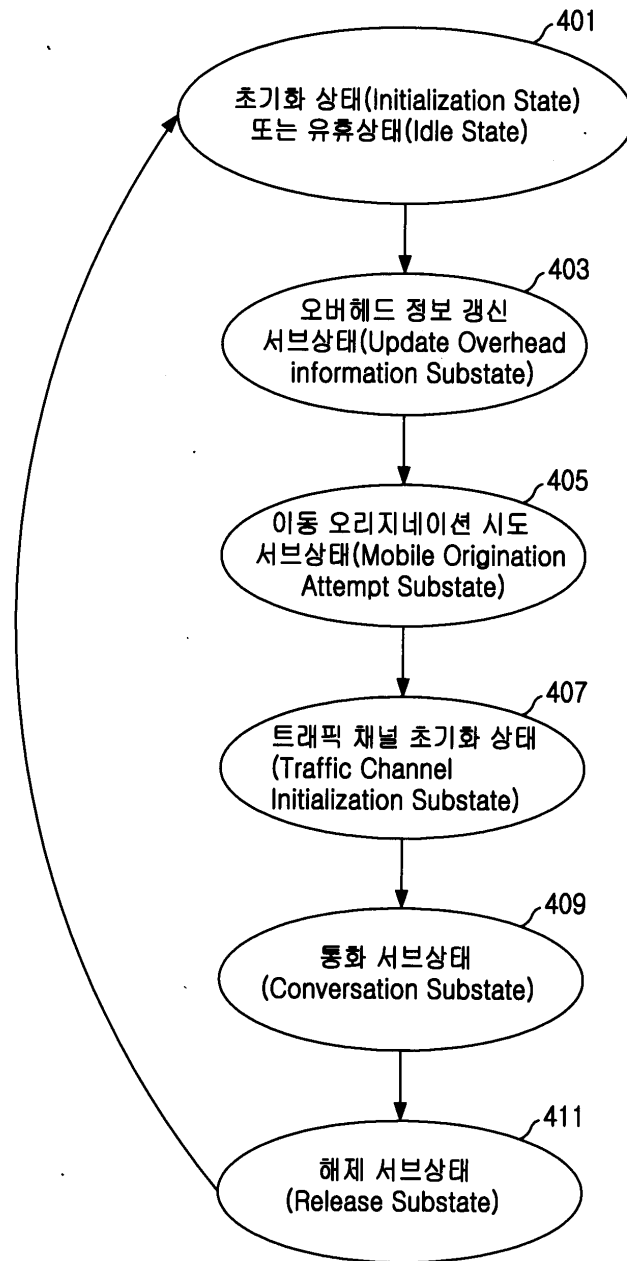 401
초기화 상태(Initialization State)
또는 유휴상태(Idle State)
403
오버헤드 정보 갱신
서브상태(Update Overhead
information Substate)
405
이동 오리지네이션 시도
서브상태(Mobile Origination
Attempt Substate)
407
트래픽 채널 초기화 상태
(Traffic Channel
Initialization Substate)
409
통화 서브상태
(Conversation Substate)
411
해제 서브상태
(Release Substate)